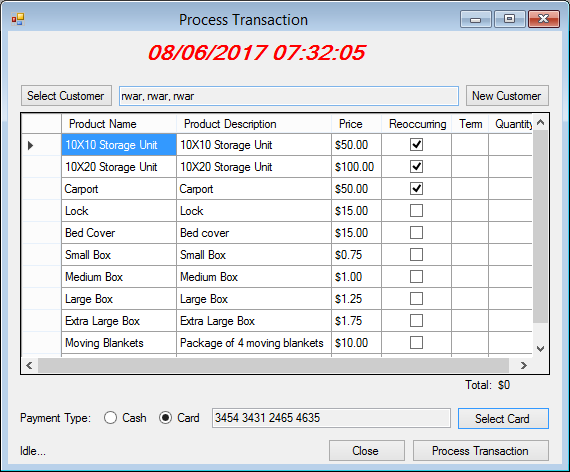 Process Transaction
08/06/2017 07:32:05
Select Customer rwar, rwar, rwar New Customer
Product Name Product Description Price Reoccurring Term Quantity
10X10 Storage Unit 10X10 Storage Unit $50.00
10X20 Storage Unit 10X20 Storage Unit $100.00
Carport Carport $50.00
Lock Lock $15.00
Bed Cover Bed cover $15.00
Small Box Small Box $0.75
Medium Box Medium Box $1.00
Large Box Large Box $1.25
Extra Large Box Extra Large Box $1.75
Moving Blankets Package of 4 moving blankets $10.00
Total: $0
Payment Type: Cash Card 3454 3431 2465 4635 Select Card
Idle... Close Process Transaction